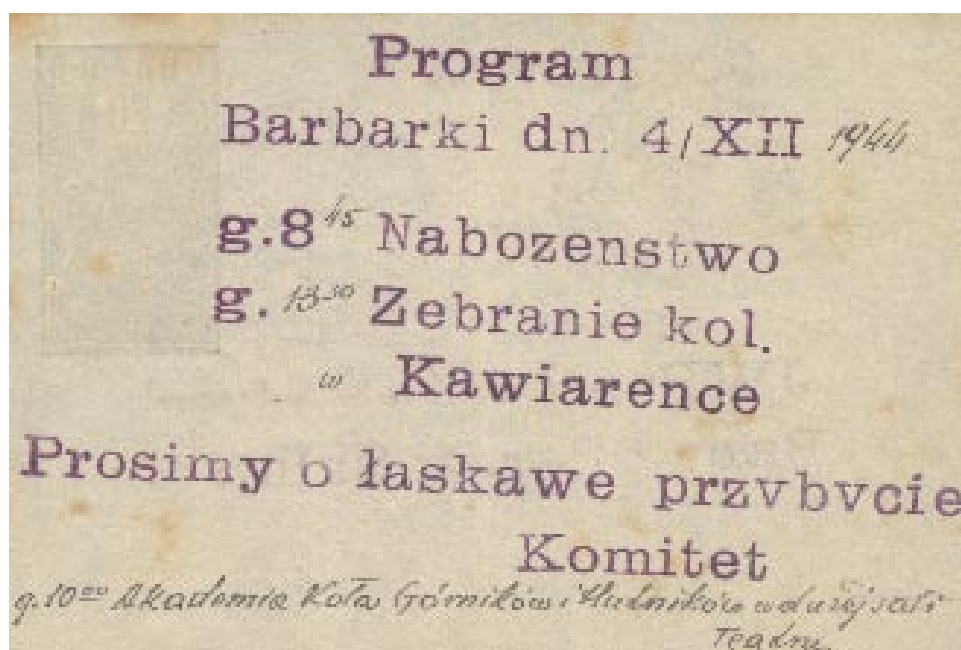 Program
Barbarki dn. 4/XII 1944
g.8 45 Nabozenstwo
g. 13 30 Zebranie kol.
w Kawiarence
Prosimy o łaskawe przybycie
Komitet
g. 10 00 Akademia Koła Górników i Hutników w dużej sali
Teatru